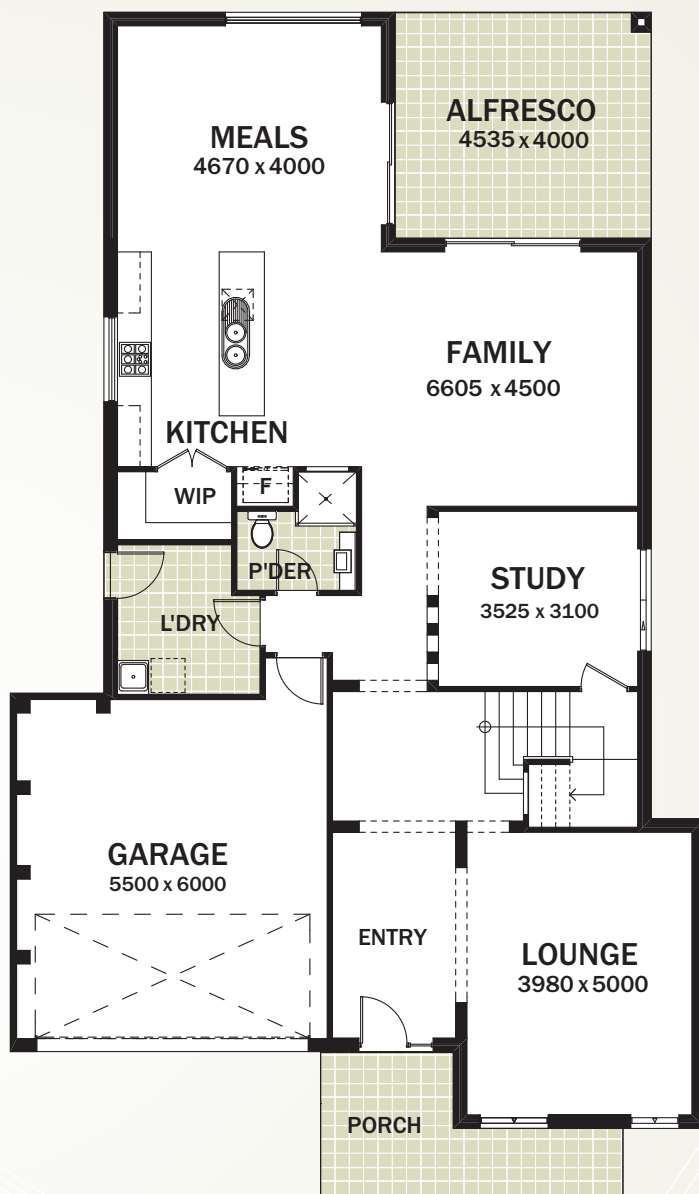 MEALS
4670 x 4000
ALFRESCO
4535 x 4000
FAMILY
6605 x 4500
KITCHEN
WIP
F
P'DER
L'DRY
STUDY
3525 x 3100
GARAGE
5500 x 6000
ENTRY
LOUNGE
3980 x 5000
PORCH